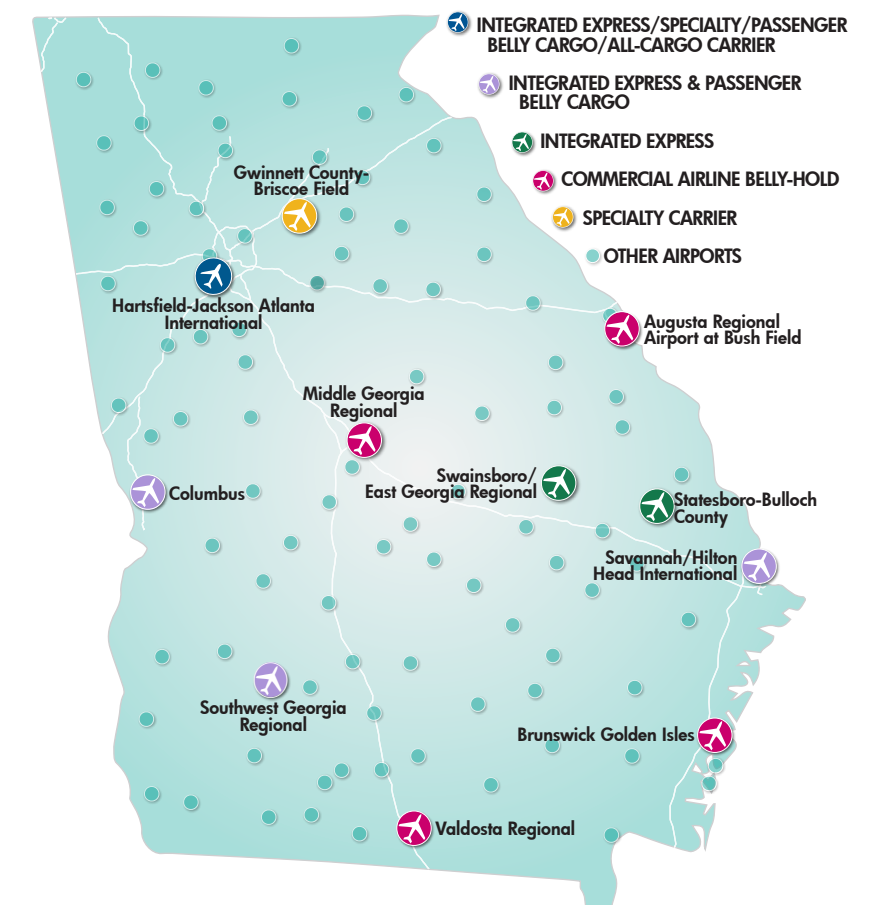 INTEGRATED EXPRESS/SPECIALTY/PASSENGER
BELLY CARGO/ALL-CARGO CARRIER
INTEGRATED EXPRESS & PASSENGER
BELLY CARGO
INTEGRATED EXPRESS
COMMERCIAL AIRLINE BELLY-HOLD
SPECIALTY CARRIER
OTHER AIRPORTS
Gwinnett County-
Briscoe Field
Hartsfield-Jackson Atlanta
International
Augusta Regional
Airport at Bush Field
Middle Georgia
Regional
Swainsboro/
East Georgia Regional
Columbus
Statesboro-Bulloch
County
Savannah/Hilton
Head International
Southwest Georgia
Regional
Brunswick Golden Isles
Valdosta Regional